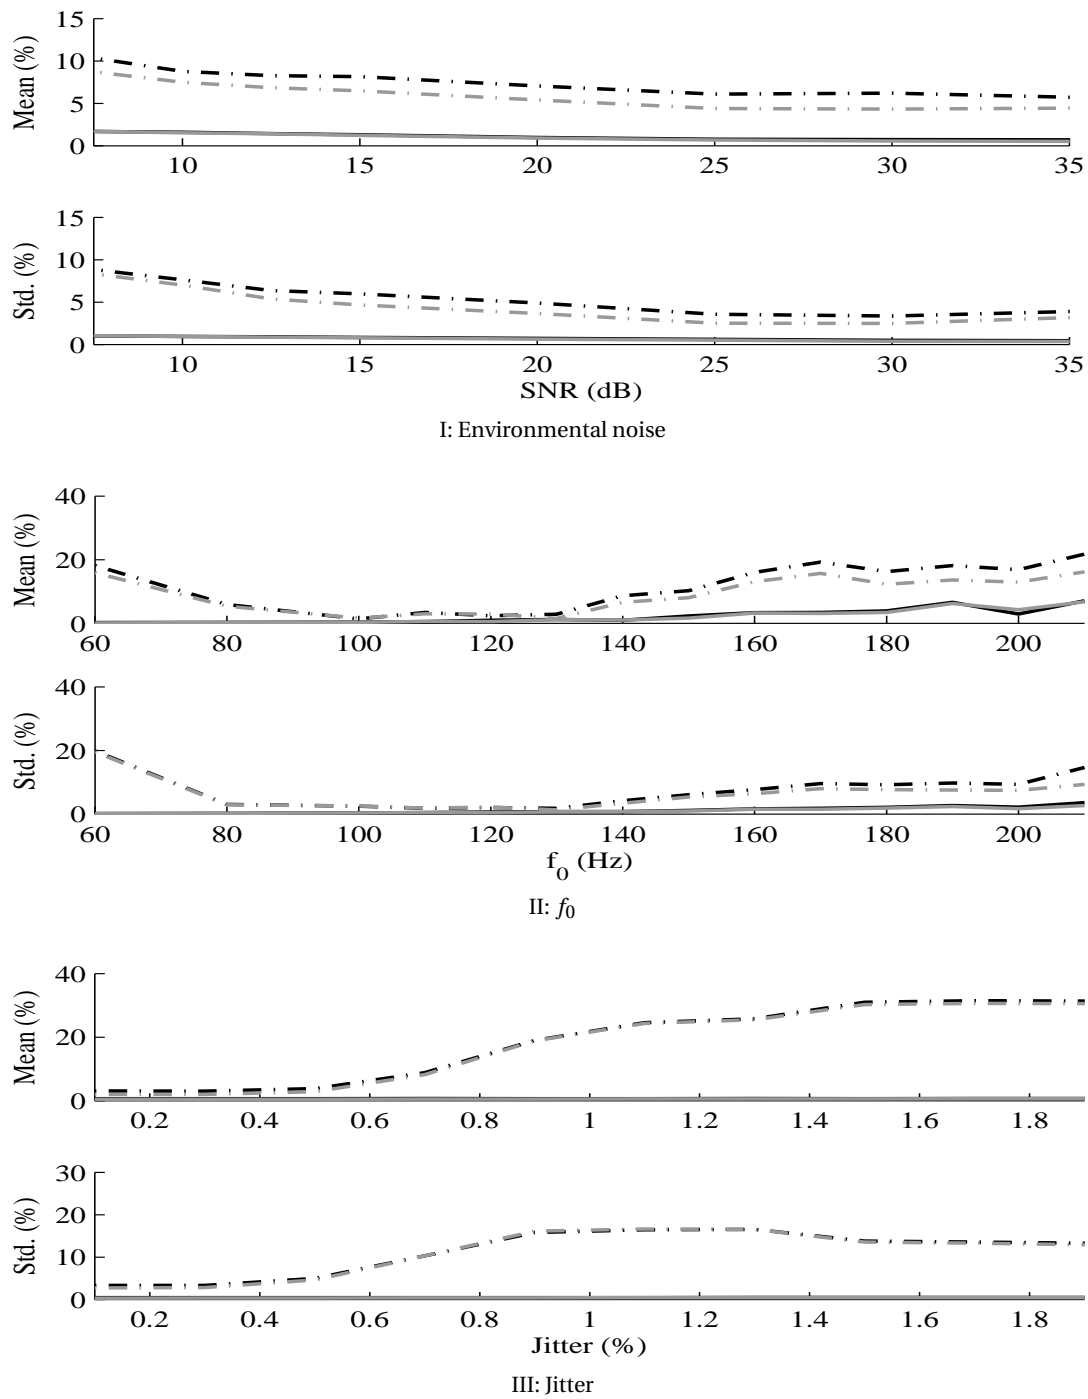 15
10
5
0
Mean (%)
10 15 20 25 30 35
15
10
5
0
Std. (%)
10 15 20 25 30 35
SNR (dB)
I: Environmental noise
40
20
0
Mean (%)
60 80 100 120 140 160 180 200
40
20
0
Std. (%)
60 80 100 120 140 160 180 200
f0 (Hz)
II: f0
40
20
0
Mean (%)
0.2 0.4 0.6 0.8 1 1.2 1.4 1.6 1.8
30
20
10
0
Std. (%)
0.2 0.4 0.6 0.8 1 1.2 1.4 1.6 1.8
Jitter (%)
III: Jitter